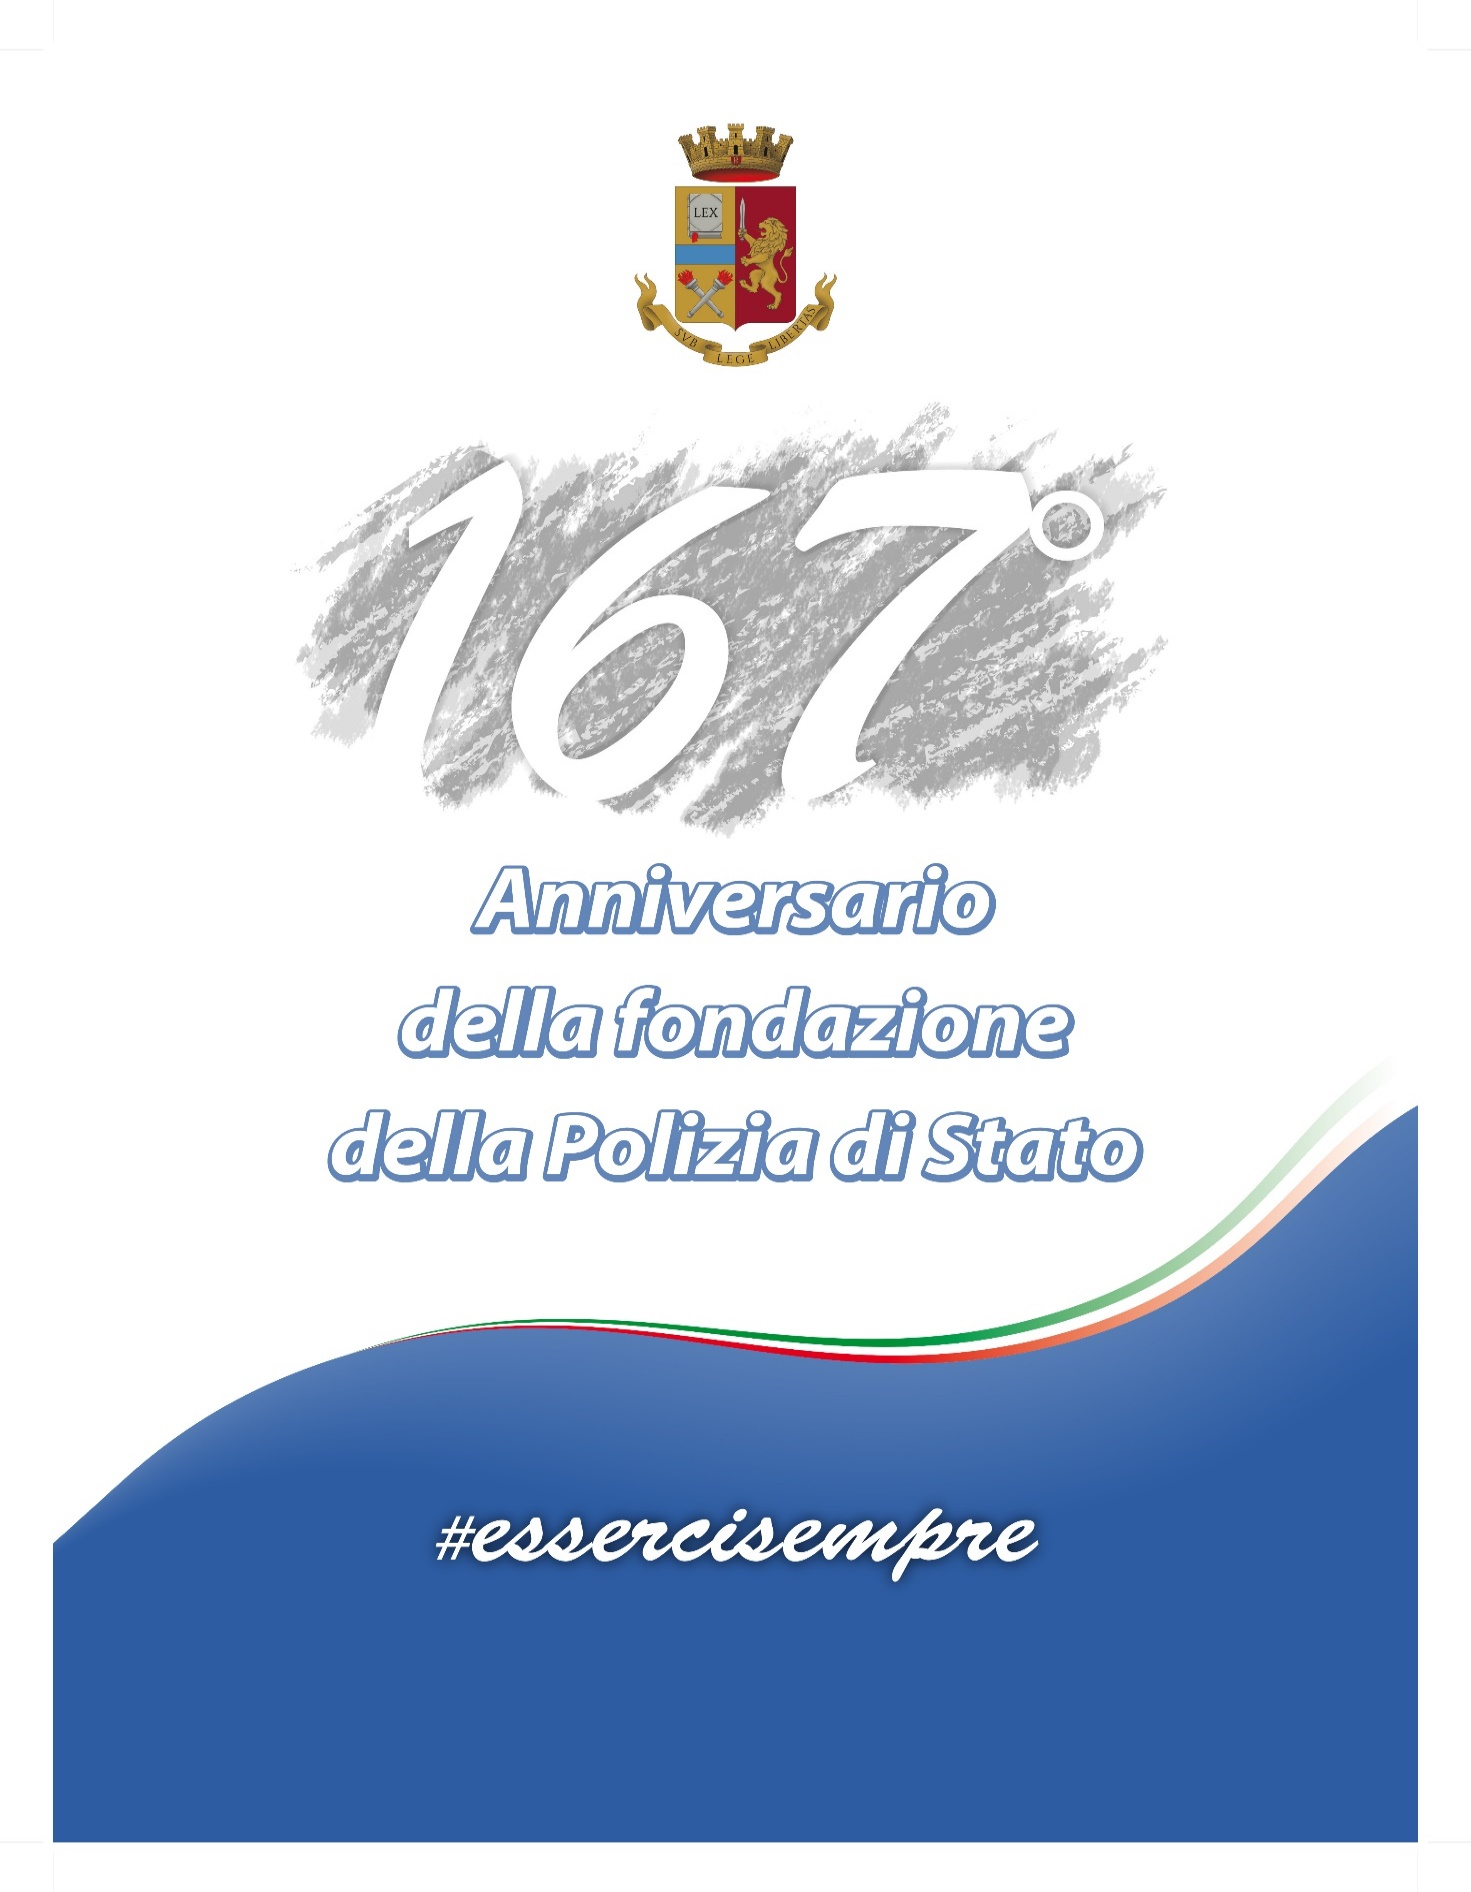 LEX
SVB LEGE LIBERTAS
167°
Anniversario
della fondazione
della Polizia di Stato
#essercisempre